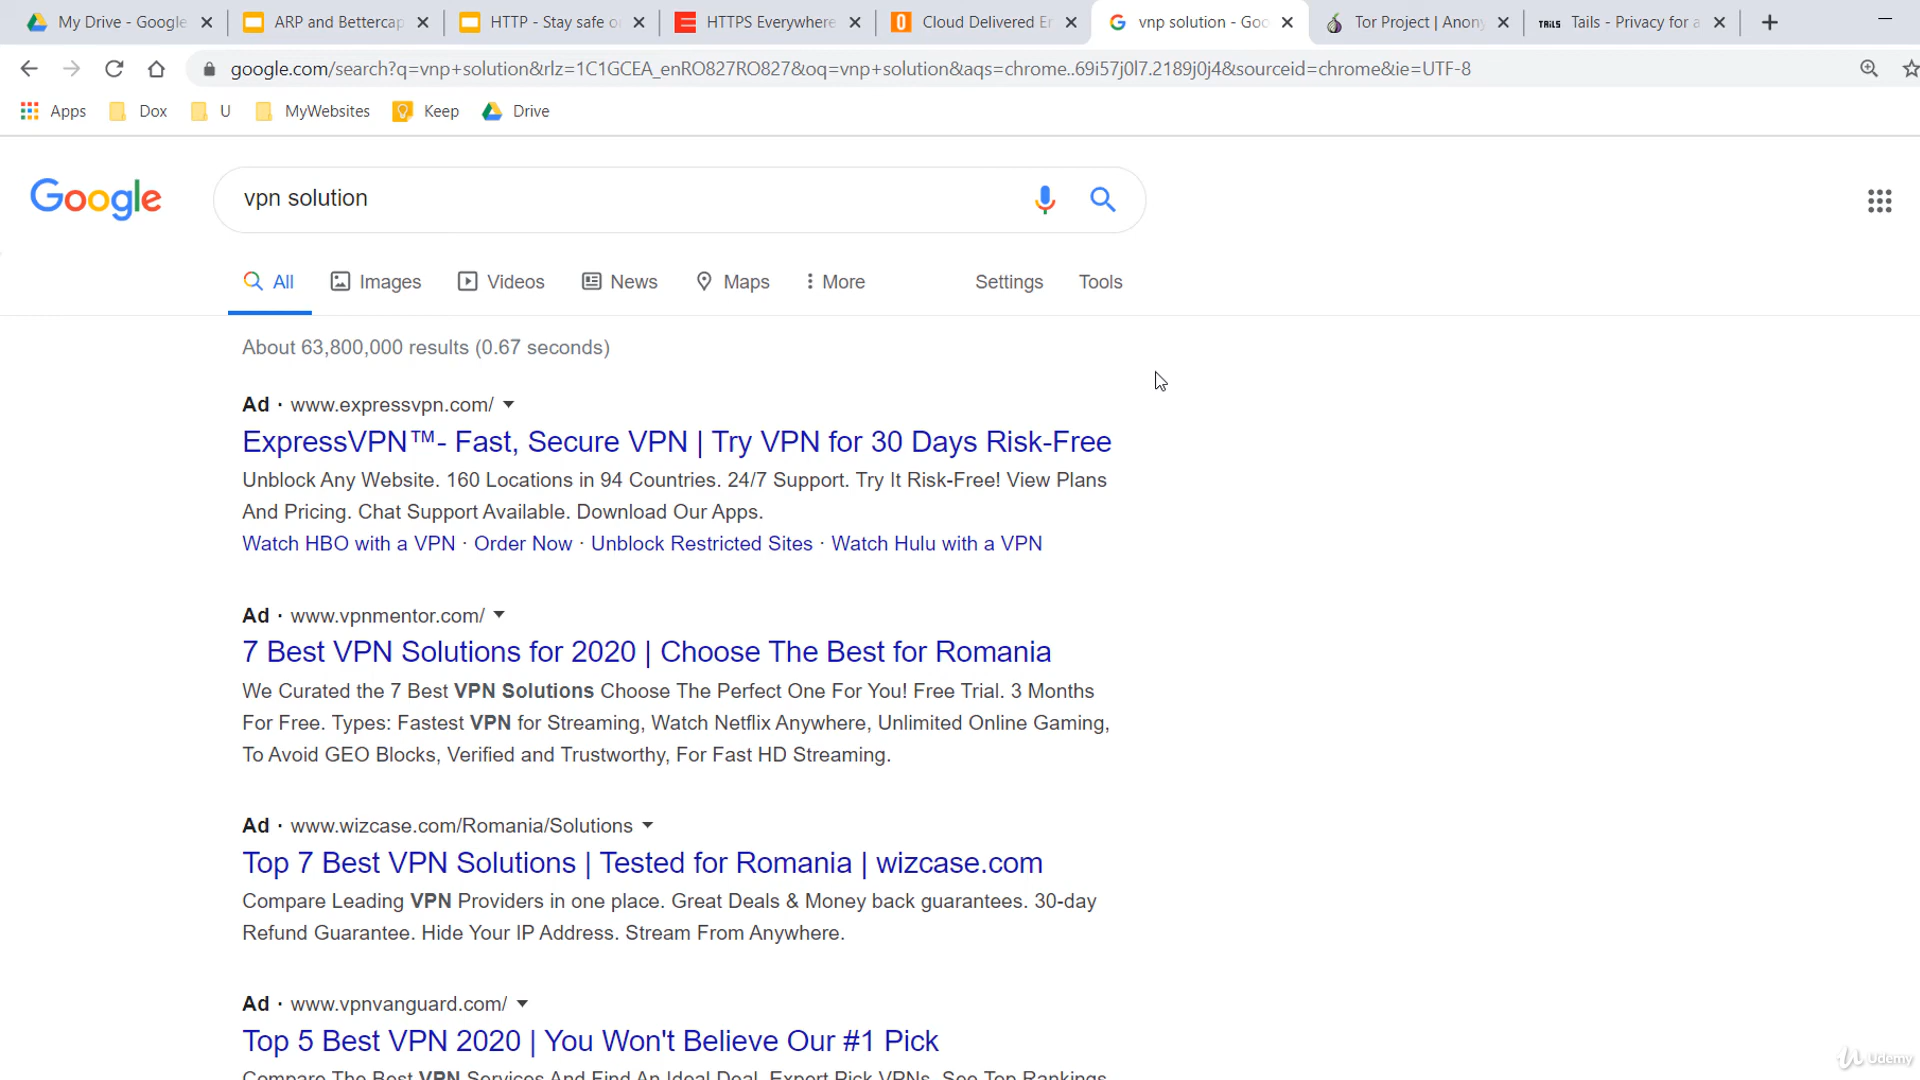 My Drive - Google
ARP and Bettercap
HTTP - Stay safe o
HTTPS Everywhere
Cloud Delivered E
vnp solution - Goo
Tor Project | Anony
Tails - Privacy for a
google.com/search?q=vnp+solution&rlz=1C1GCEA_enRO827RO827&oq=vnp+solution&aqs=chrome..69i57j0l7.2189j0j4&sourceid=chrome&ie=UTF-8
Apps
Dox
U
MyWebsites
Keep
Drive
Google
vpn solution
All
Images
Videos
News
Maps
More
Settings
Tools
About 63,800,000 results (0.67 seconds)
Ad · www.expressvpn.com/
ExpressVPN™- Fast, Secure VPN | Try VPN for 30 Days Risk-Free
Unblock Any Website. 160 Locations in 94 Countries. 24/7 Support. Try It Risk-Free! View Plans
And Pricing. Chat Support Available. Download Our Apps.
Watch HBO with a VPN · Order Now · Unblock Restricted Sites · Watch Hulu with a VPN
Ad · www.vpnmentor.com/
7 Best VPN Solutions for 2020 | Choose The Best for Romania
We Curated the 7 Best VPN Solutions Choose The Perfect One For You! Free Trial. 3 Months
For Free. Types: Fastest VPN for Streaming, Watch Netflix Anywhere, Unlimited Online Gaming,
To Avoid GEO Blocks, Verified and Trustworthy, For Fast HD Streaming.
Ad · www.wizcase.com/Romania/Solutions
Top 7 Best VPN Solutions | Tested for Romania | wizcase.com
Compare Leading VPN Providers in one place. Great Deals & Money back guarantees. 30-day
Refund Guarantee. Hide Your IP Address. Stream From Anywhere.
Ad · www.vpnvanguard.com/
Top 5 Best VPN 2020 | You Won't Believe Our #1 Pick
Compare The Best VPN Services And Find An Ideal Deal. Expert Pick VPNs. See Top Rankings
Udemy